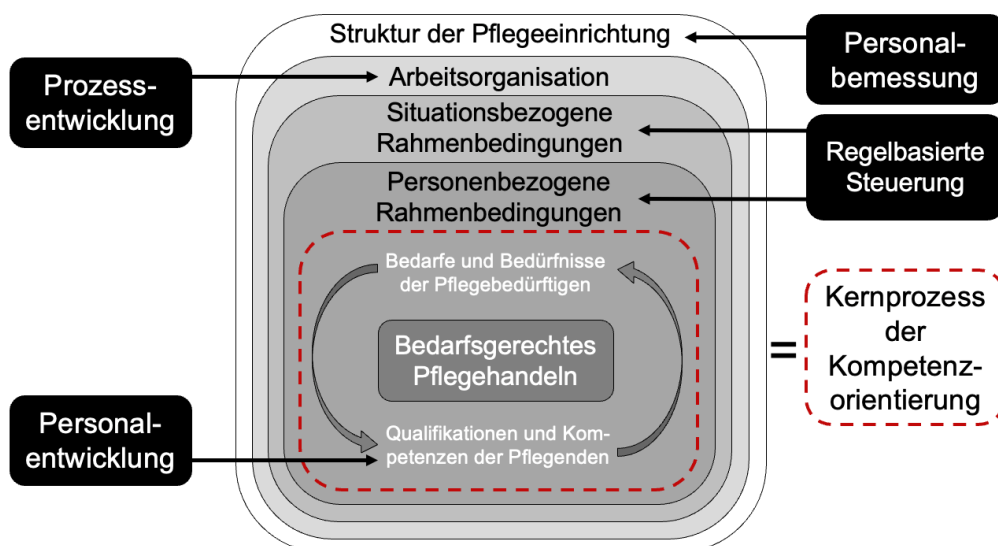 Struktur der Pflegeeinrichtung
Personal-
bemessung
Prozess-
entwicklung
Arbeitsorganisation
Situationsbezogene
Rahmenbedingungen
Regelbasierte
Steuerung
Personenbezogene
Rahmenbedingungen
Bedarfe und Bedürfnisse
der Pflegebedürftigen
Bedarfsgerechtes
Pflegehandeln
=
Kernprozess
der
Kompetenz-
orientierung
Personal-
entwicklung
Qualifikationen und Kom-
petenzen der Pflegenden